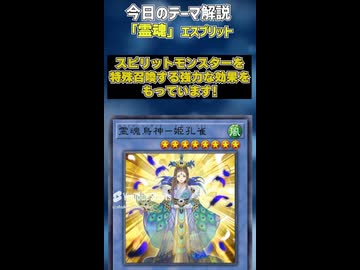 今日のテーマ解説
「霊魂」 エスプリット
スピリットモンスターを
特殊召喚する強力な効果を
もっています!
霊魂鳥神-姫孔雀
風